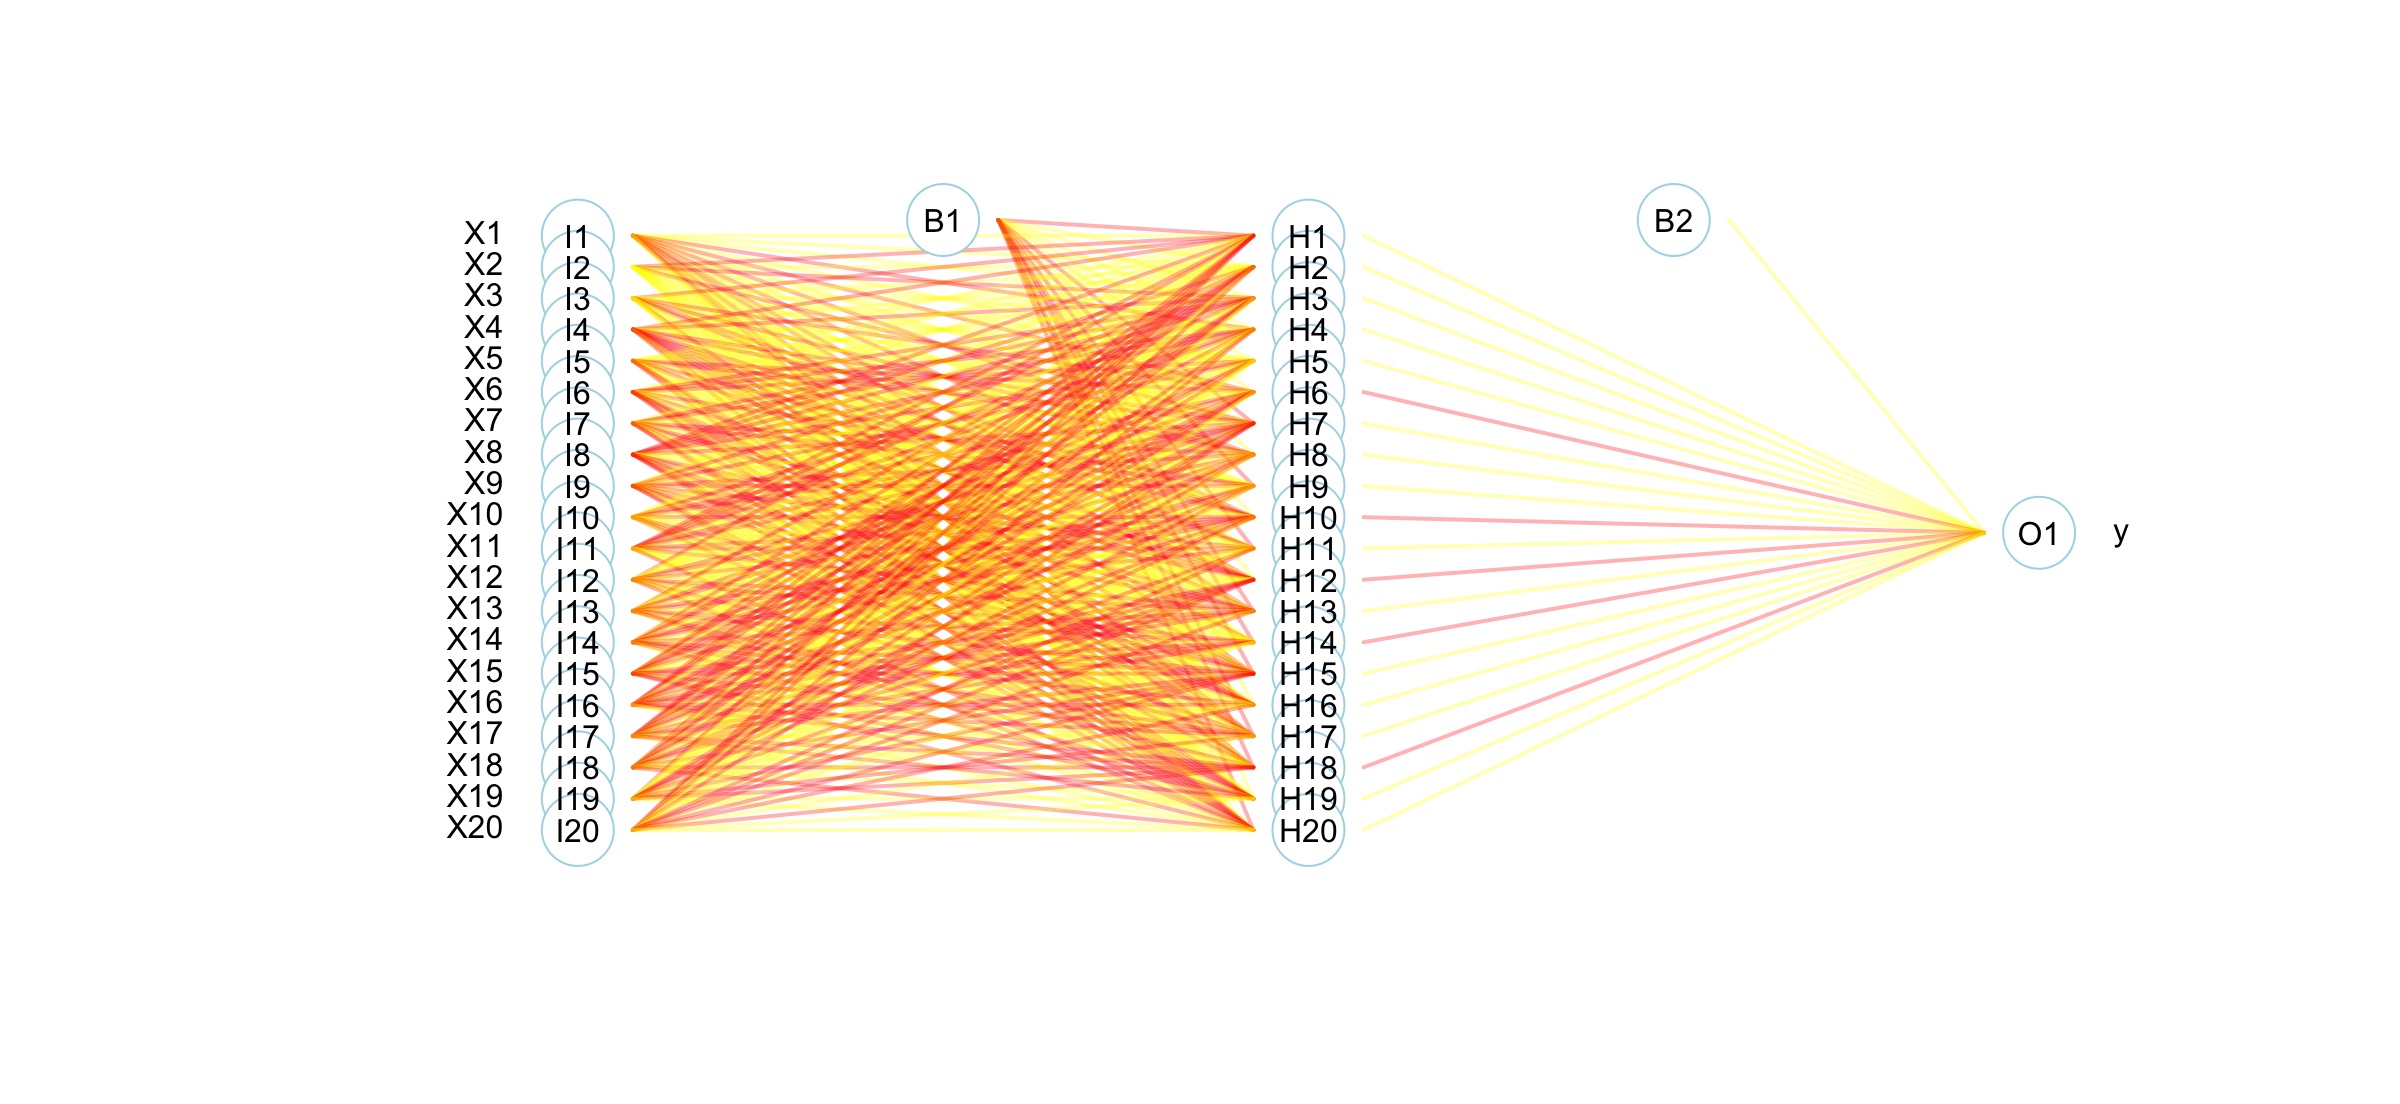 B1 B2
X1 I1 H1
X2 I2 H2
X3 I3 H3
X4 I4 H4
X5 I5 H5
X6 I6 H6
X7 I7 H7
X8 I8 H8
X9 I9 H9
X10 I10 H10
O1 y
X11 I11 H11
X12 I12 H12
X13 I13 H13
X14 I14 H14
X15 I15 H15
X16 I16 H16
X17 I17 H17
X18 I18 H18
X19 I19 H19
X20 I20 H20